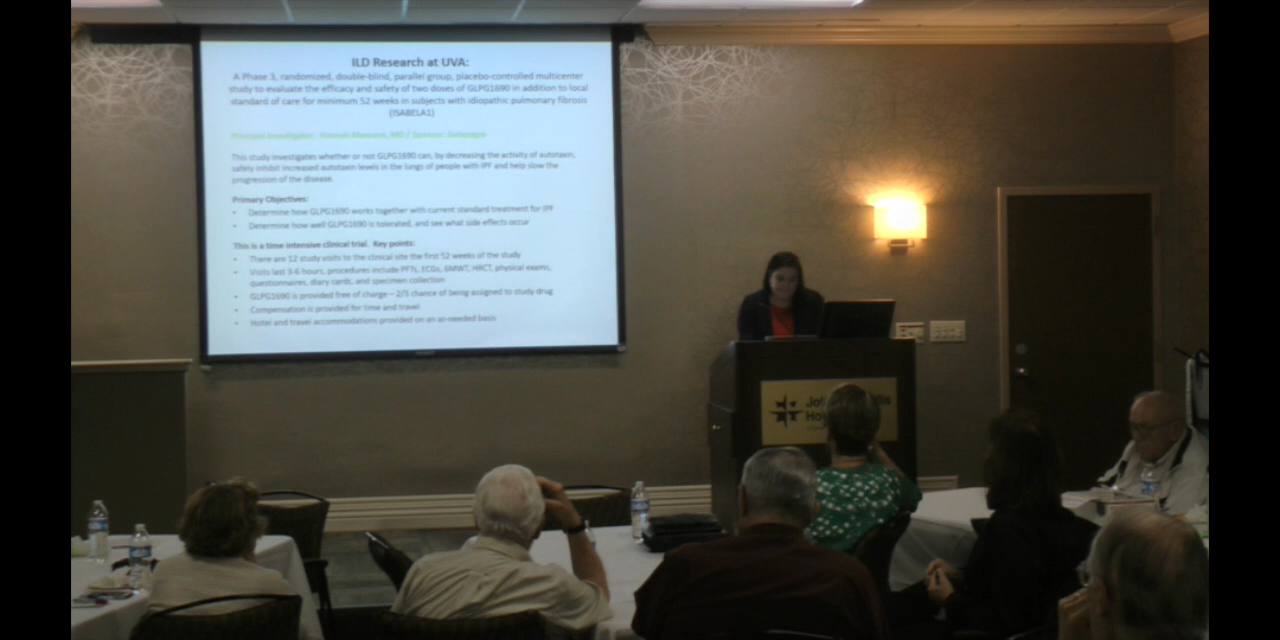 ILD Research at UVA:
A Phase 3, randomized, double-blind, parallel group, placebo-controlled multicenter
study to evaluate the efficacy and safety of two doses of GLPG1690 in addition to local
standard of care for minimum 52 weeks in subjects with idiopathic pulmonary fibrosis
(ISABELA1)
Principal Investigator: Hannah MD / Sponsor: Galapagos
This study investigates whether or not GLPG1690 can, by decreasing the activity of autotaxin,
safely inhibit increased autotaxin levels in the lungs of people with IPF and help slow the
progression of the disease.
Primary Objectives:
• Determine how GLPG1690 works together with current standard treatment for IPF
• Determine how well GLPG1690 is tolerated, and see what side effects occur
This is a time intensive clinical trial. Key points:
• There are 12 study visits to the clinical site the first 52 weeks of the study
• Visits last 3-6 hours, procedures include PFTs, ECGs, 6MWT, HRCT, physical exams,
questionnaires, diary cards, and specimen collection
• GLPG1690 is provided free of charge – 2/3 chance of being assigned to study drug
• Compensation is provided for time and travel
• Hotel and travel accommodations provided on an as-needed basis